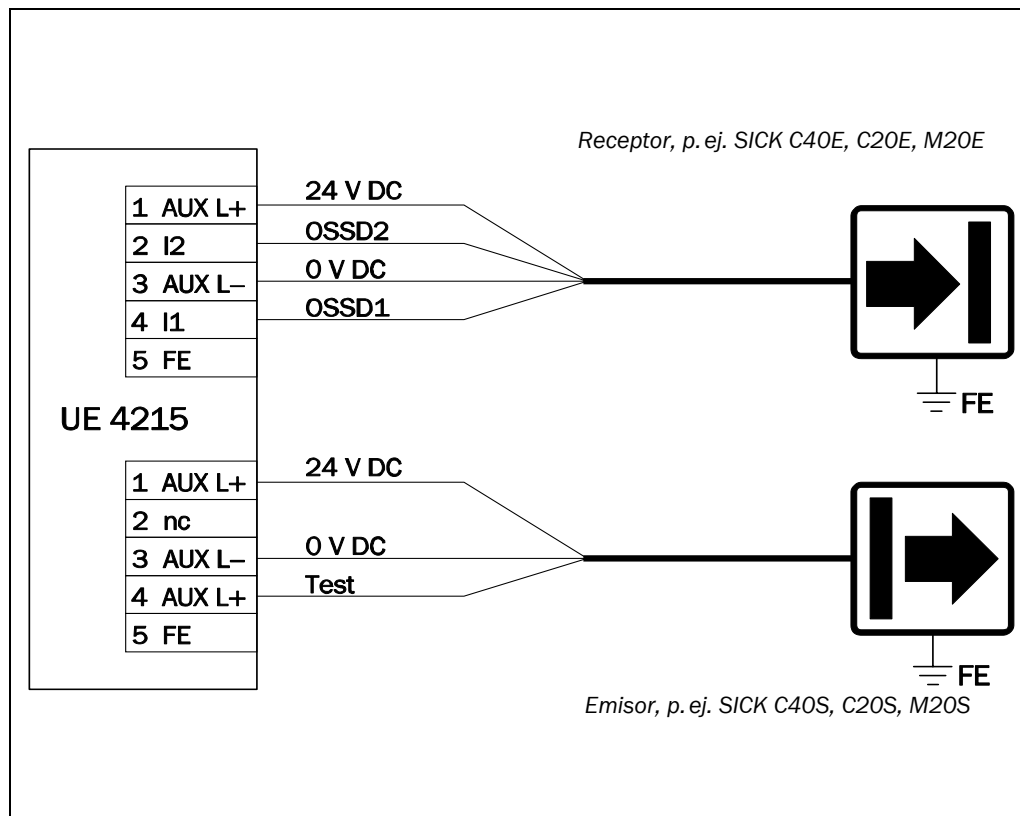 Receptor, p. ej. SICK C40E, C20E, M20E
1 AUX L+ 24 V DC
2 I2 OSSD2
3 AUX L– 0 V DC
4 I1 OSSD1
5 FE
FE
UE 4215
1 AUX L+ 24 V DC
2 nc
3 AUX L– 0 V DC
4 AUX L+ Test
5 FE
FE
Emisor, p. ej. SICK C40S, C20S, M20S